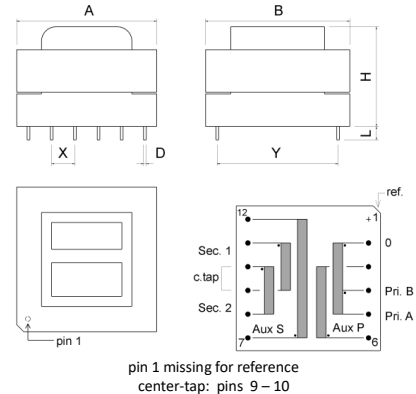 A
B
H
X
D
Y
L
ref.
12
+1
Sec. 1
0
c.tap
Pri. B
Sec. 2
Pri. A
Aux S
Aux P
7
6
pin 1
pin 1 missing for reference
center-tap: pins 9 – 10